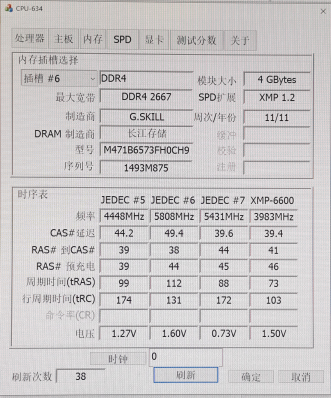 CPU-634
处理器 主板 内存 SPD 显卡 测试分数 关于
内存插槽选择
插槽 #6 DDR4 模块大小 4 GBytes
最大宽带 DDR4 2667 SPD扩展 XMP 1.2
制造商 G.SKILL 周次/年份 11/11
DRAM 制造商 长江存储 缓冲
型号 M471B6573FH0CH9 校验
序列号 1493M875 注册
时序表
JEDEC #5 JEDEC #6 JEDEC #7 XMP-6600
频率 4448MHz 5808MHz 5431MHz 3983MHz
CAS#延迟 44.2 49.4 39.6 39.4
RAS# 到CAS# 39 38 44 41
RAS# 预充电 39 44 45 46
周期时间(tRAS) 99 112 88 73
行周期时间(tRC) 174 131 172 103
命令率(CR)
电压 1.27V 1.60V 0.73V 1.50V
时钟 0
刷新次数 38 刷新 确定 取消